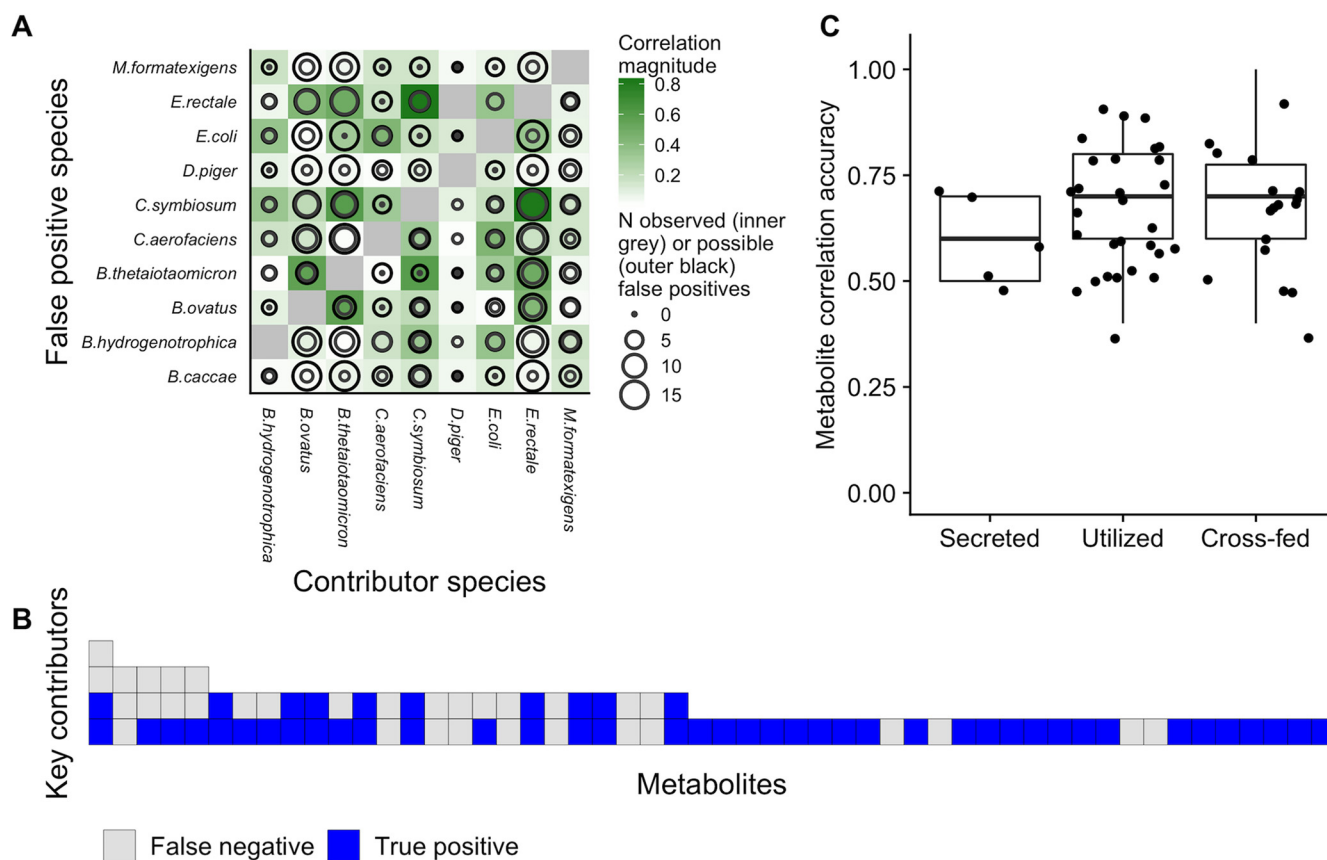 A
False positive species
M.formatexigens
E.rectale
E.coli
D.piger
C.symbiosum
C.aerofaciens
B.thetaiotaomicron
B.ovatus
B.hydrogenotrophica
B.caccae
B.hydrogenotrophica
B.ovatus
B.thetaiotaomicron
C.aerofaciens
C.symbiosum
D.piger
E.coli
E.rectale
M.formatexigens
Contributor species
Correlation
magnitude
0.8
0.6
0.4
0.2
N observed (inner
grey) or possible
(outer black)
false positives
0
5
10
15
C
Metabolite correlation accuracy
1.00
0.75
0.50
0.25
0.00
Secreted
Utilized
Cross-fed
B
Key contributors
Metabolites
False negative
True positive